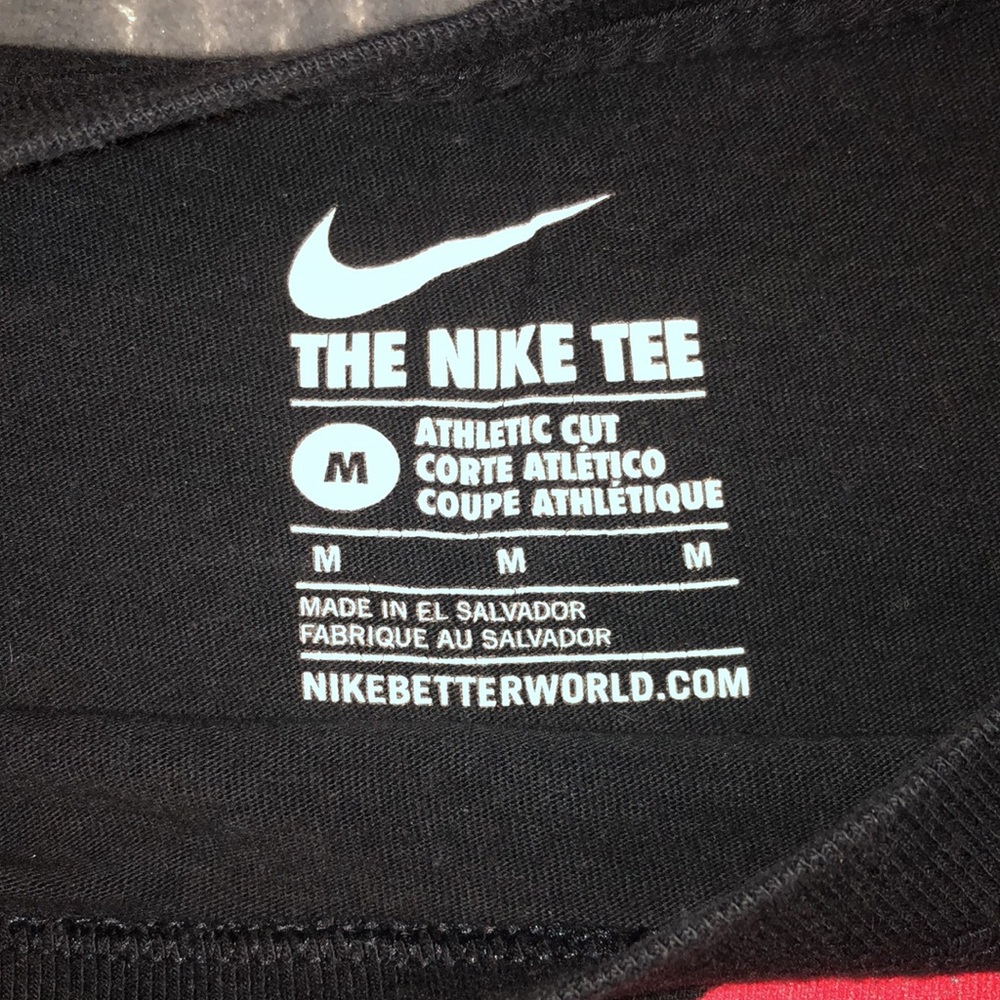 THE NIKE TEE
M
ATHLETIC CUT
CORTE ATLÉTICO
COUPE ATHLÉTIQUE
M M M
MADE IN EL SALVADOR
FABRIQUE AU SALVADOR
NIKEBETTERWORLD.COM